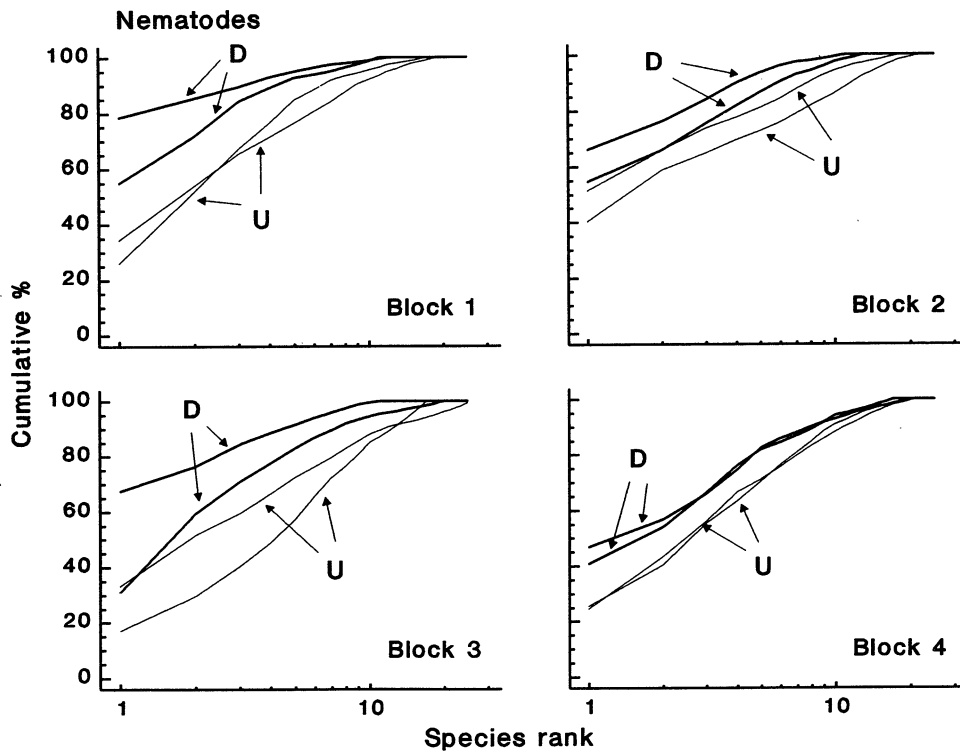 Nematodes
100
80
60
40
20
0
D
U
Block 1
D
U
Block 2
Cumulative %
100
80
60
40
20
0
D
U
Block 3
D
U
Block 4
1
10
1
10
Species rank